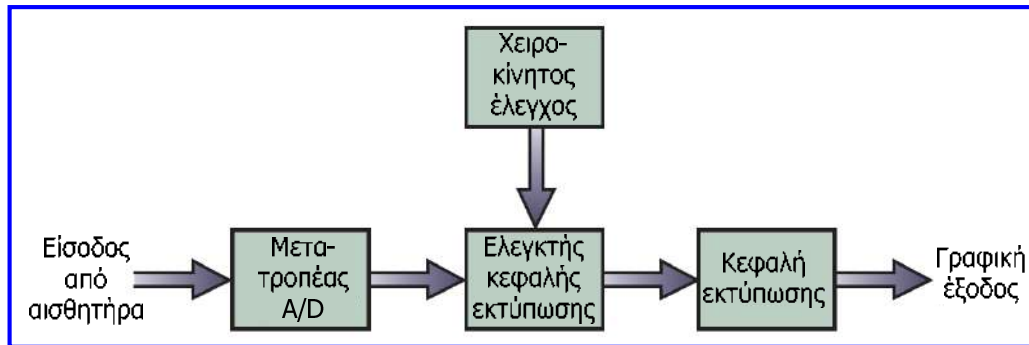 Χειρο-
κίνητος
έλεγχος
Είσοδος
από
αισθητήρα
Μετα-
τροπέας
A/D
Ελεγκτής
κεφαλής
εκτύπωσης
Κεφαλή
εκτύπωσης
Γραφική
έξοδος